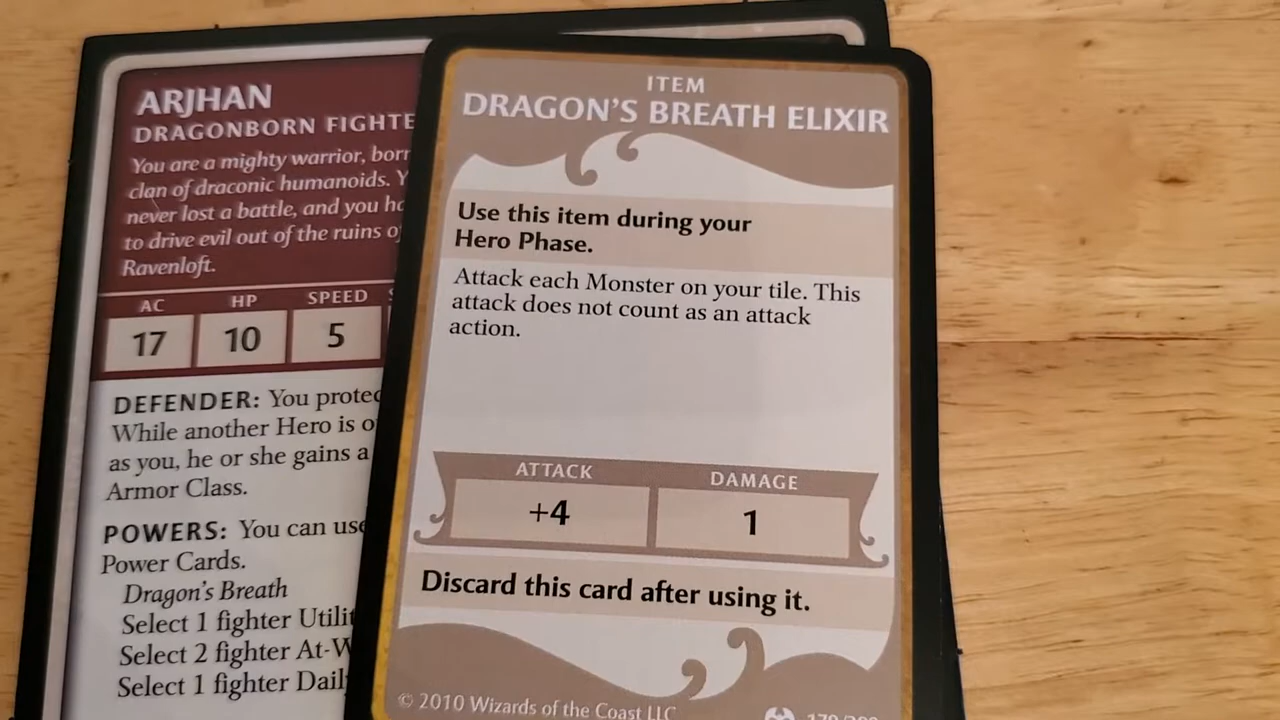 ARJHAN
DRAGONBORN FIGHTE
You are a mighty warrior, bor
clan of draconic humanoids. Y
never lost a battle, and you ha
to drive evil out of the ruins o
Ravenloft.
AC HP SPEED
17 10 5
DEFENDER: You protec
While another Hero is o
as you, he or she gains a
Armor Class.
POWERS: You can use
Power Cards.
Dragon's Breath
Select 1 fighter Utilit
Select 2 fighter At-W
Select 1 fighter Daily
ITEM
DRAGON'S BREATH ELIXIR
Use this item during your
Hero Phase.
Attack each Monster on your tile. This
attack does not count as an attack
action.
ATTACK DAMAGE
+4 1
Discard this card after using it.
© 2010 Wizards of the Coast LLC